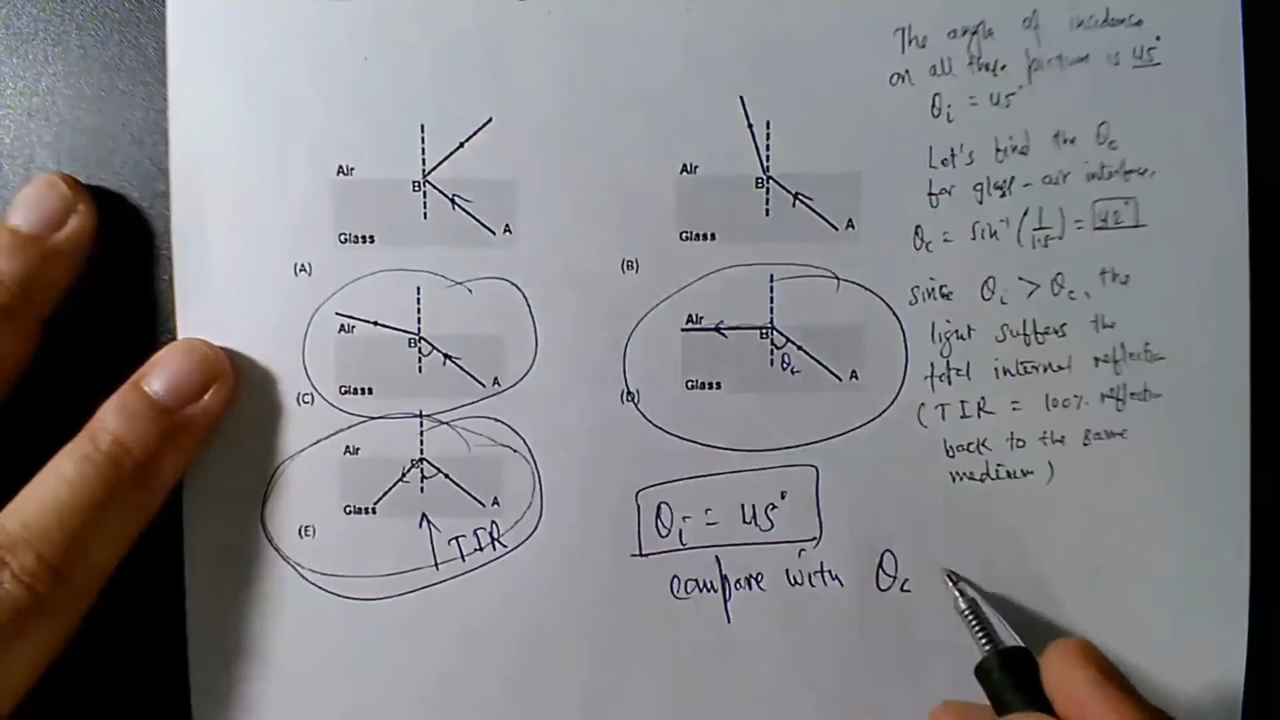 Air
B
A
Glass
(A)
Air
B
A
Glass
(B)
Air
B
A
Glass
(C)
Air
B
θc
A
Glass
(D)
Air
A
Glass
(E)
TIR
θi = 45°
compare with θc
The angle of incidence
on all these pictures is 45°
θi = 45°
Let's find the θc
for glass - air interface.
θc = sin⁻¹ (1/1.5) = 42°
since θi > θc, the
light suffers the
total internal reflection
(TIR = 100% reflection
back to the same
medium)